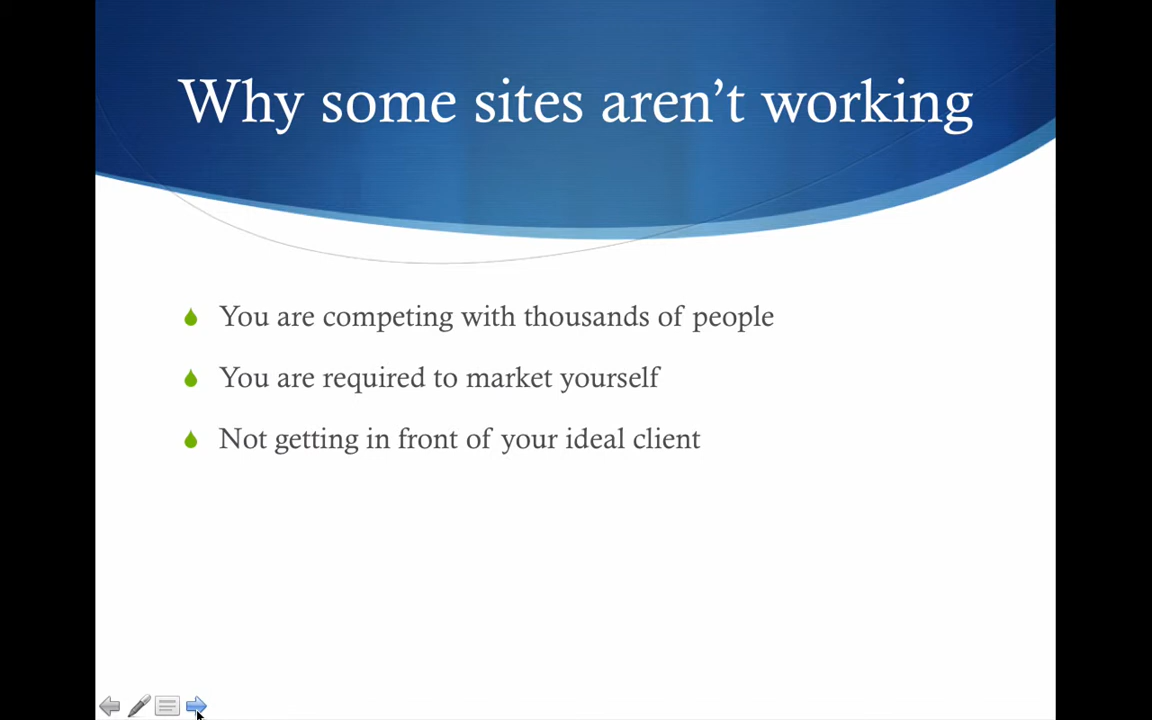 Why some sites aren’t working
You are competing with thousands of people
You are required to market yourself
Not getting in front of your ideal client